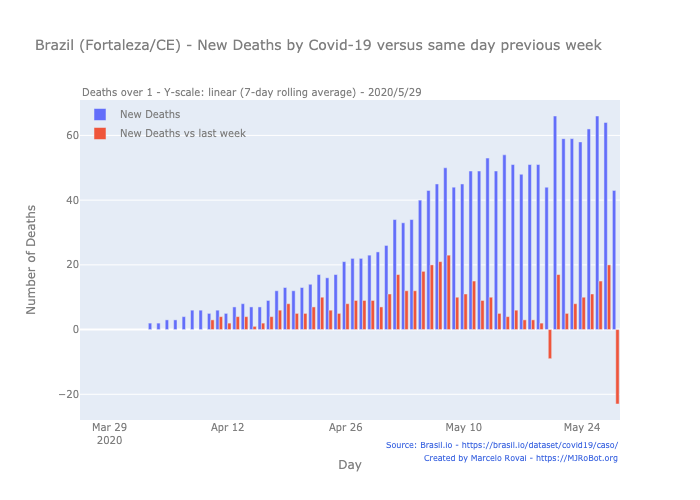 Brazil (Fortaleza/CE) - New Deaths by Covid-19 versus same day previous week
Deaths over 1 - Y-scale: linear (7-day rolling average) - 2020/5/29
New Deaths
New Deaths vs last week
60
40
20
0
−20
Number of Deaths
Mar 29
2020
Apr 12
Apr 26
May 10
May 24
Day
Source: Brasil.io - https://brasil.io/dataset/covid19/caso/
Created by Marcelo Rovai - https://MJRoBot.org